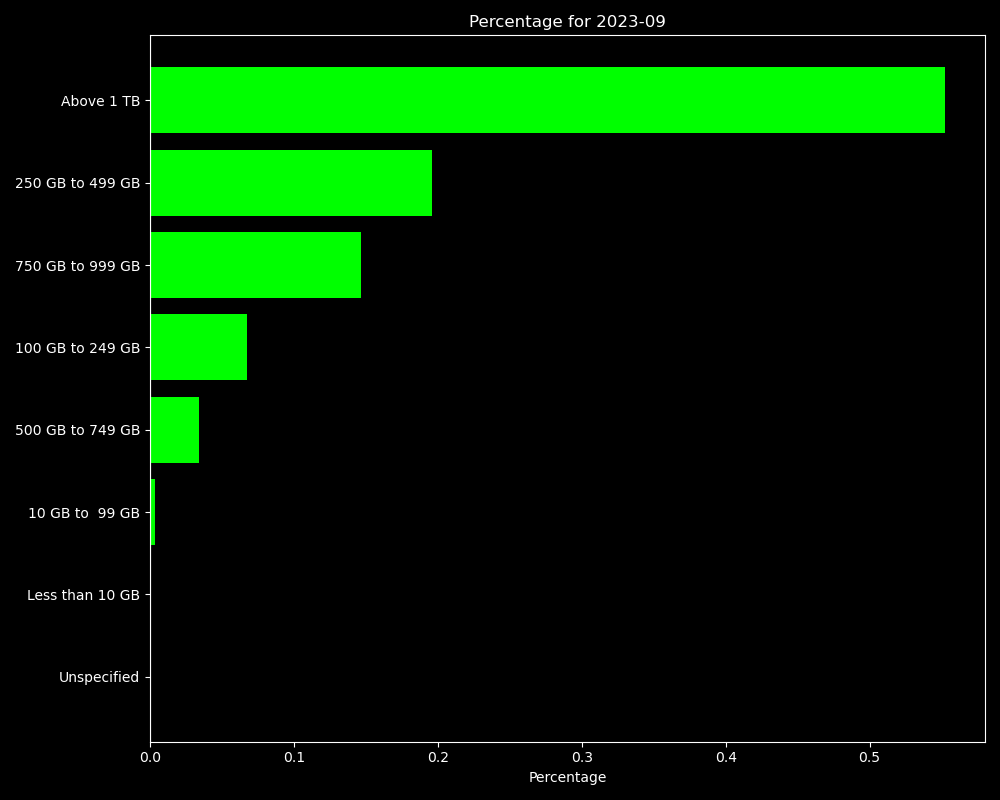 Percentage for 2023-09
Above 1 TB
250 GB to 499 GB
750 GB to 999 GB
100 GB to 249 GB
500 GB to 749 GB
10 GB to  99 GB
Less than 10 GB
Unspecified
0.0 0.1 0.2 0.3 0.4 0.5
Percentage